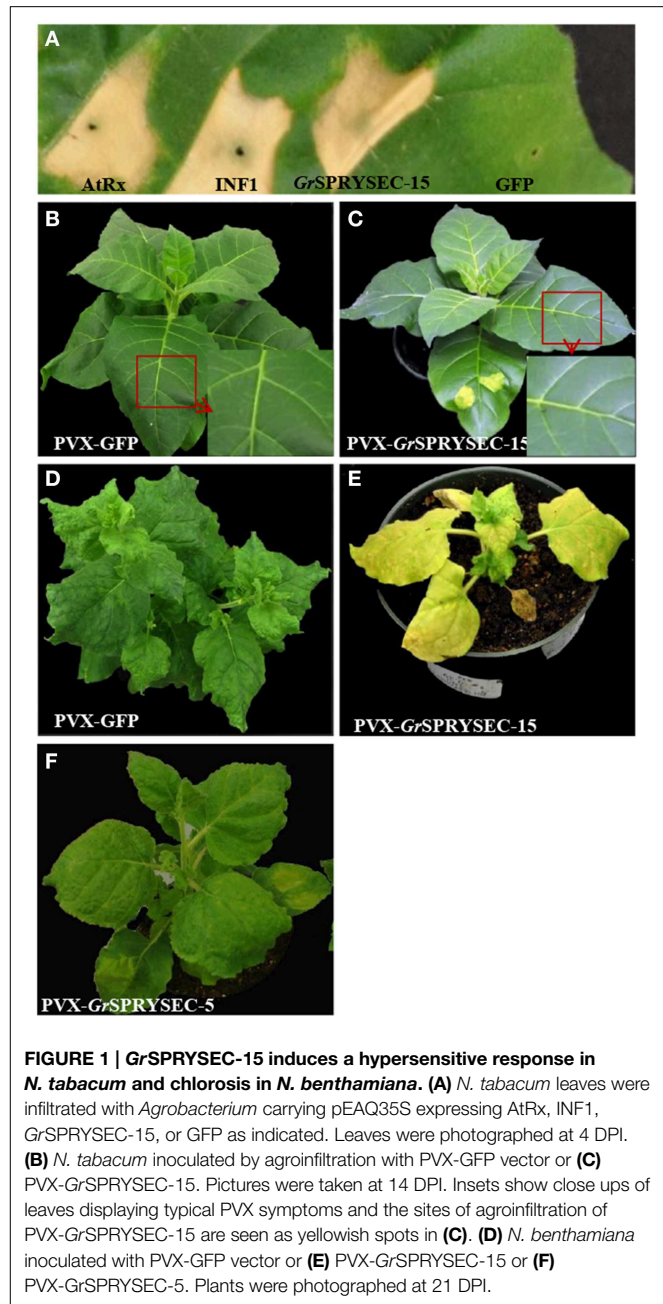 A
AtRx INF1 GrSPRYSEC-15 GFP
B
PVX-GFP
C
PVX-GrSPRYSEC-15
D
PVX-GFP
E
PVX-GrSPRYSEC-15
F
PVX-GrSPRYSEC-5
FIGURE 1 | GrSPRYSEC-15 induces a hypersensitive response in
N. tabacum and chlorosis in N. benthamiana. (A) N. tabacum leaves were
infiltrated with Agrobacterium carrying pEAQ35S expressing AtRx, INF1,
GrSPRYSEC-15, or GFP as indicated. Leaves were photographed at 4 DPI.
(B) N. tabacum inoculated by agroinfiltration with PVX-GFP vector or (C)
PVX-GrSPRYSEC-15. Pictures were taken at 14 DPI. Insets show close ups of
leaves displaying typical PVX symptoms and the sites of agroinfiltration of
PVX-GrSPRYSEC-15 are seen as yellowish spots in (C). (D) N. benthamiana
inoculated with PVX-GFP vector or (E) PVX-GrSPRYSEC-15 or (F)
PVX-GrSPRYSEC-5. Plants were photographed at 21 DPI.